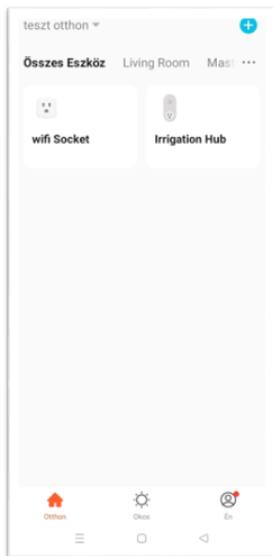 teszt otthon
Összes Eszköz Living Room Mast ...
wifi Socket
Irrigation Hub
Otthon
Okos
Én